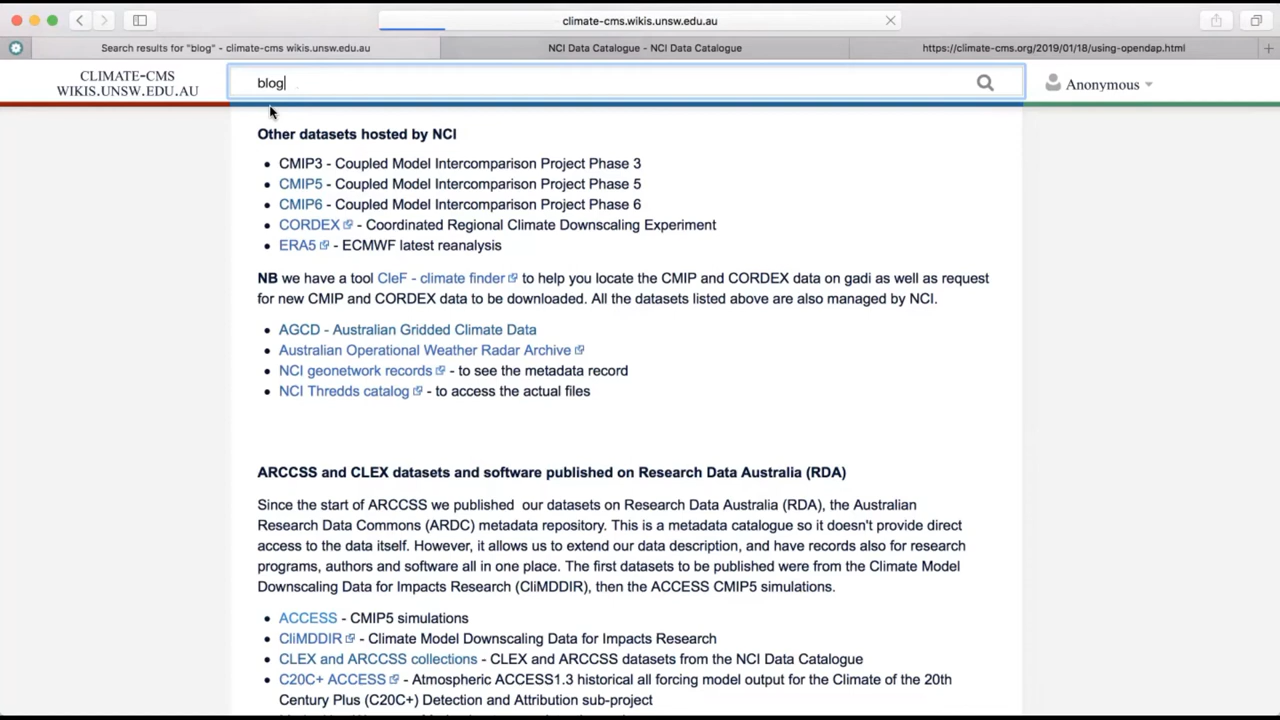 climate-cms.wikis.unsw.edu.au
Search results for "blog" - climate-cms wikis.unsw.edu.au
NCI Data Catalogue - NCI Data Catalogue
https://climate-cms.org/2019/01/18/using-opendap.html
CLIMATE-CMS
WIKIS.UNSW.EDU.AU
blog
Anonymous
Other datasets hosted by NCI
CMIP3 - Coupled Model Intercomparison Project Phase 3
CMIP5 - Coupled Model Intercomparison Project Phase 5
CMIP6 - Coupled Model Intercomparison Project Phase 6
CORDEX - Coordinated Regional Climate Downscaling Experiment
ERA5 - ECMWF latest reanalysis
NB we have a tool CleF - climate finder to help you locate the CMIP and CORDEX data on gadi as well as request
for new CMIP and CORDEX data to be downloaded. All the datasets listed above are also managed by NCI.
AGCD - Australian Gridded Climate Data
Australian Operational Weather Radar Archive
NCI geonetwork records - to see the metadata record
NCI Thredds catalog - to access the actual files
ARCCSS and CLEX datasets and software published on Research Data Australia (RDA)
Since the start of ARCCSS we published our datasets on Research Data Australia (RDA), the Australian
Research Data Commons (ARDC) metadata repository. This is a metadata catalogue so it doesn't provide direct
access to the data itself. However, it allows us to extend our data description, and have records also for research
programs, authors and software all in one place. The first datasets to be published were from the Climate Model
Downscaling Data for Impacts Research (CliMDDIR), then the ACCESS CMIP5 simulations.
ACCESS - CMIP5 simulations
CliMDDIR - Climate Model Downscaling Data for Impacts Research
CLEX and ARCCSS collections - CLEX and ARCCSS datasets from the NCI Data Catalogue
C20C+ ACCESS - Atmospheric ACCESS1.3 historical all forcing model output for the Climate of the 20th
Century Plus (C20C+) Detection and Attribution sub-project